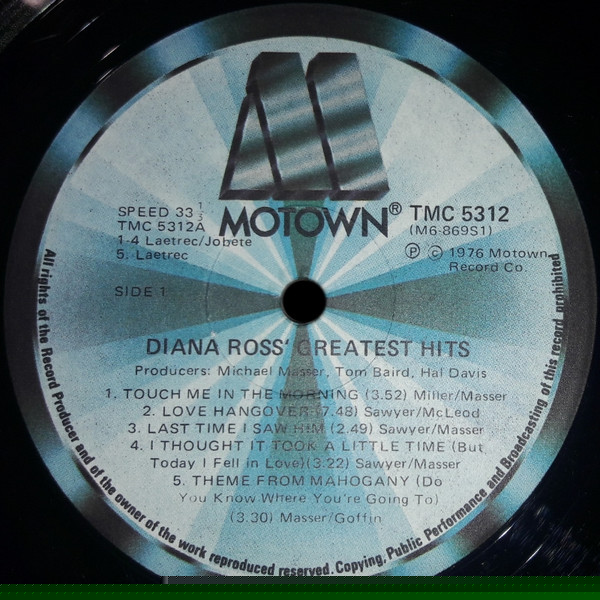 SPEED 33 1/3
TMC 5312A
1-4 Laetrec/Jobete
5. Laetrec
MOTOWN®
TMC 5312
(M6-869S1)
Ⓟ © 1976 Motown
Record Co.
SIDE 1
DIANA ROSS' GREATEST HITS
Producers: Michael Masser, Tom Baird, Hal Davis
1. TOUCH ME IN THE MORNING (3.52) Miller/Masser
2. LOVE HANGOVER (7.48) Sawyer/McLeod
3. LAST TIME I SAW HIM (2.49) Sawyer/Masser
4. I THOUGHT IT TOOK A LITTLE TIME (But
Today I Fell in Love)(3.22) Sawyer/Masser
5. THEME FROM MAHOGANY (Do
You Know Where You're Going To)
(3.30) Masser/Goffin
All rights of the Record Producer and of the owner of the work reproduced reserved. Copying, Public Performance and Broadcasting of this record prohibited